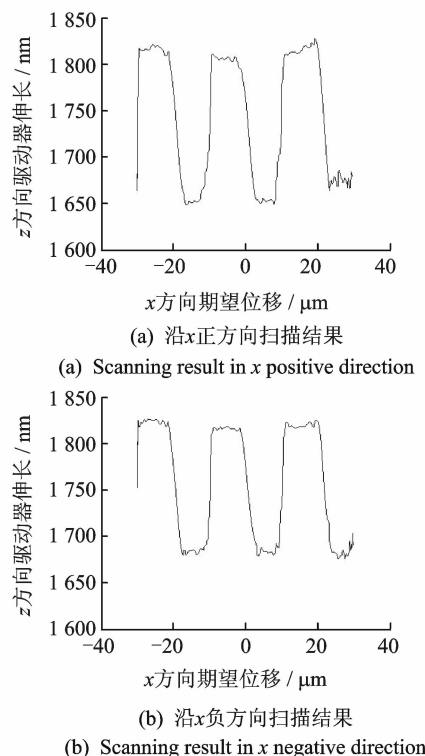 1 850
1 800
1 750
1 700
1 650
1 600
z方向驱动器伸长 / nm
−40
−20
0
20
40
x方向期望位移 / μm
(a) 沿x正方向扫描结果
(a) Scanning result in x positive direction
1 850
1 800
1 750
1 700
1 650
1 600
z方向驱动器伸长 / nm
−40
−20
0
20
40
x方向期望位移 / μm
(b) 沿x负方向扫描结果
(b) Scanning result in x negative direction